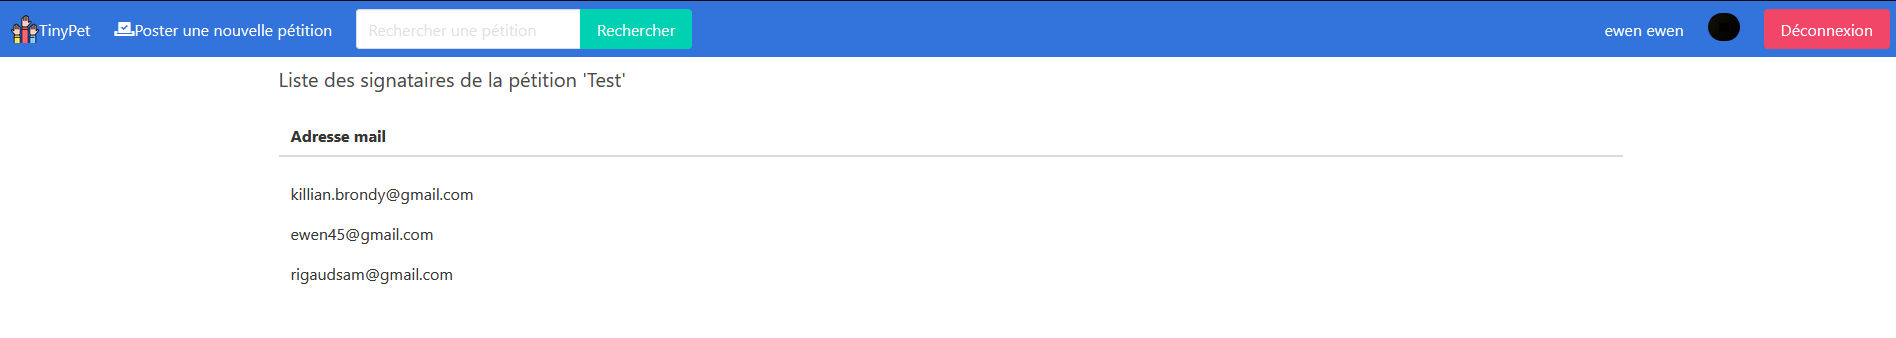 TinyPet Poster une nouvelle pétition Rechercher une pétition Rechercher ewen ewen Déconnexion
Liste des signataires de la pétition 'Test'
Adresse mail
killian.brondy@gmail.com
ewen45@gmail.com
rigaudsam@gmail.com